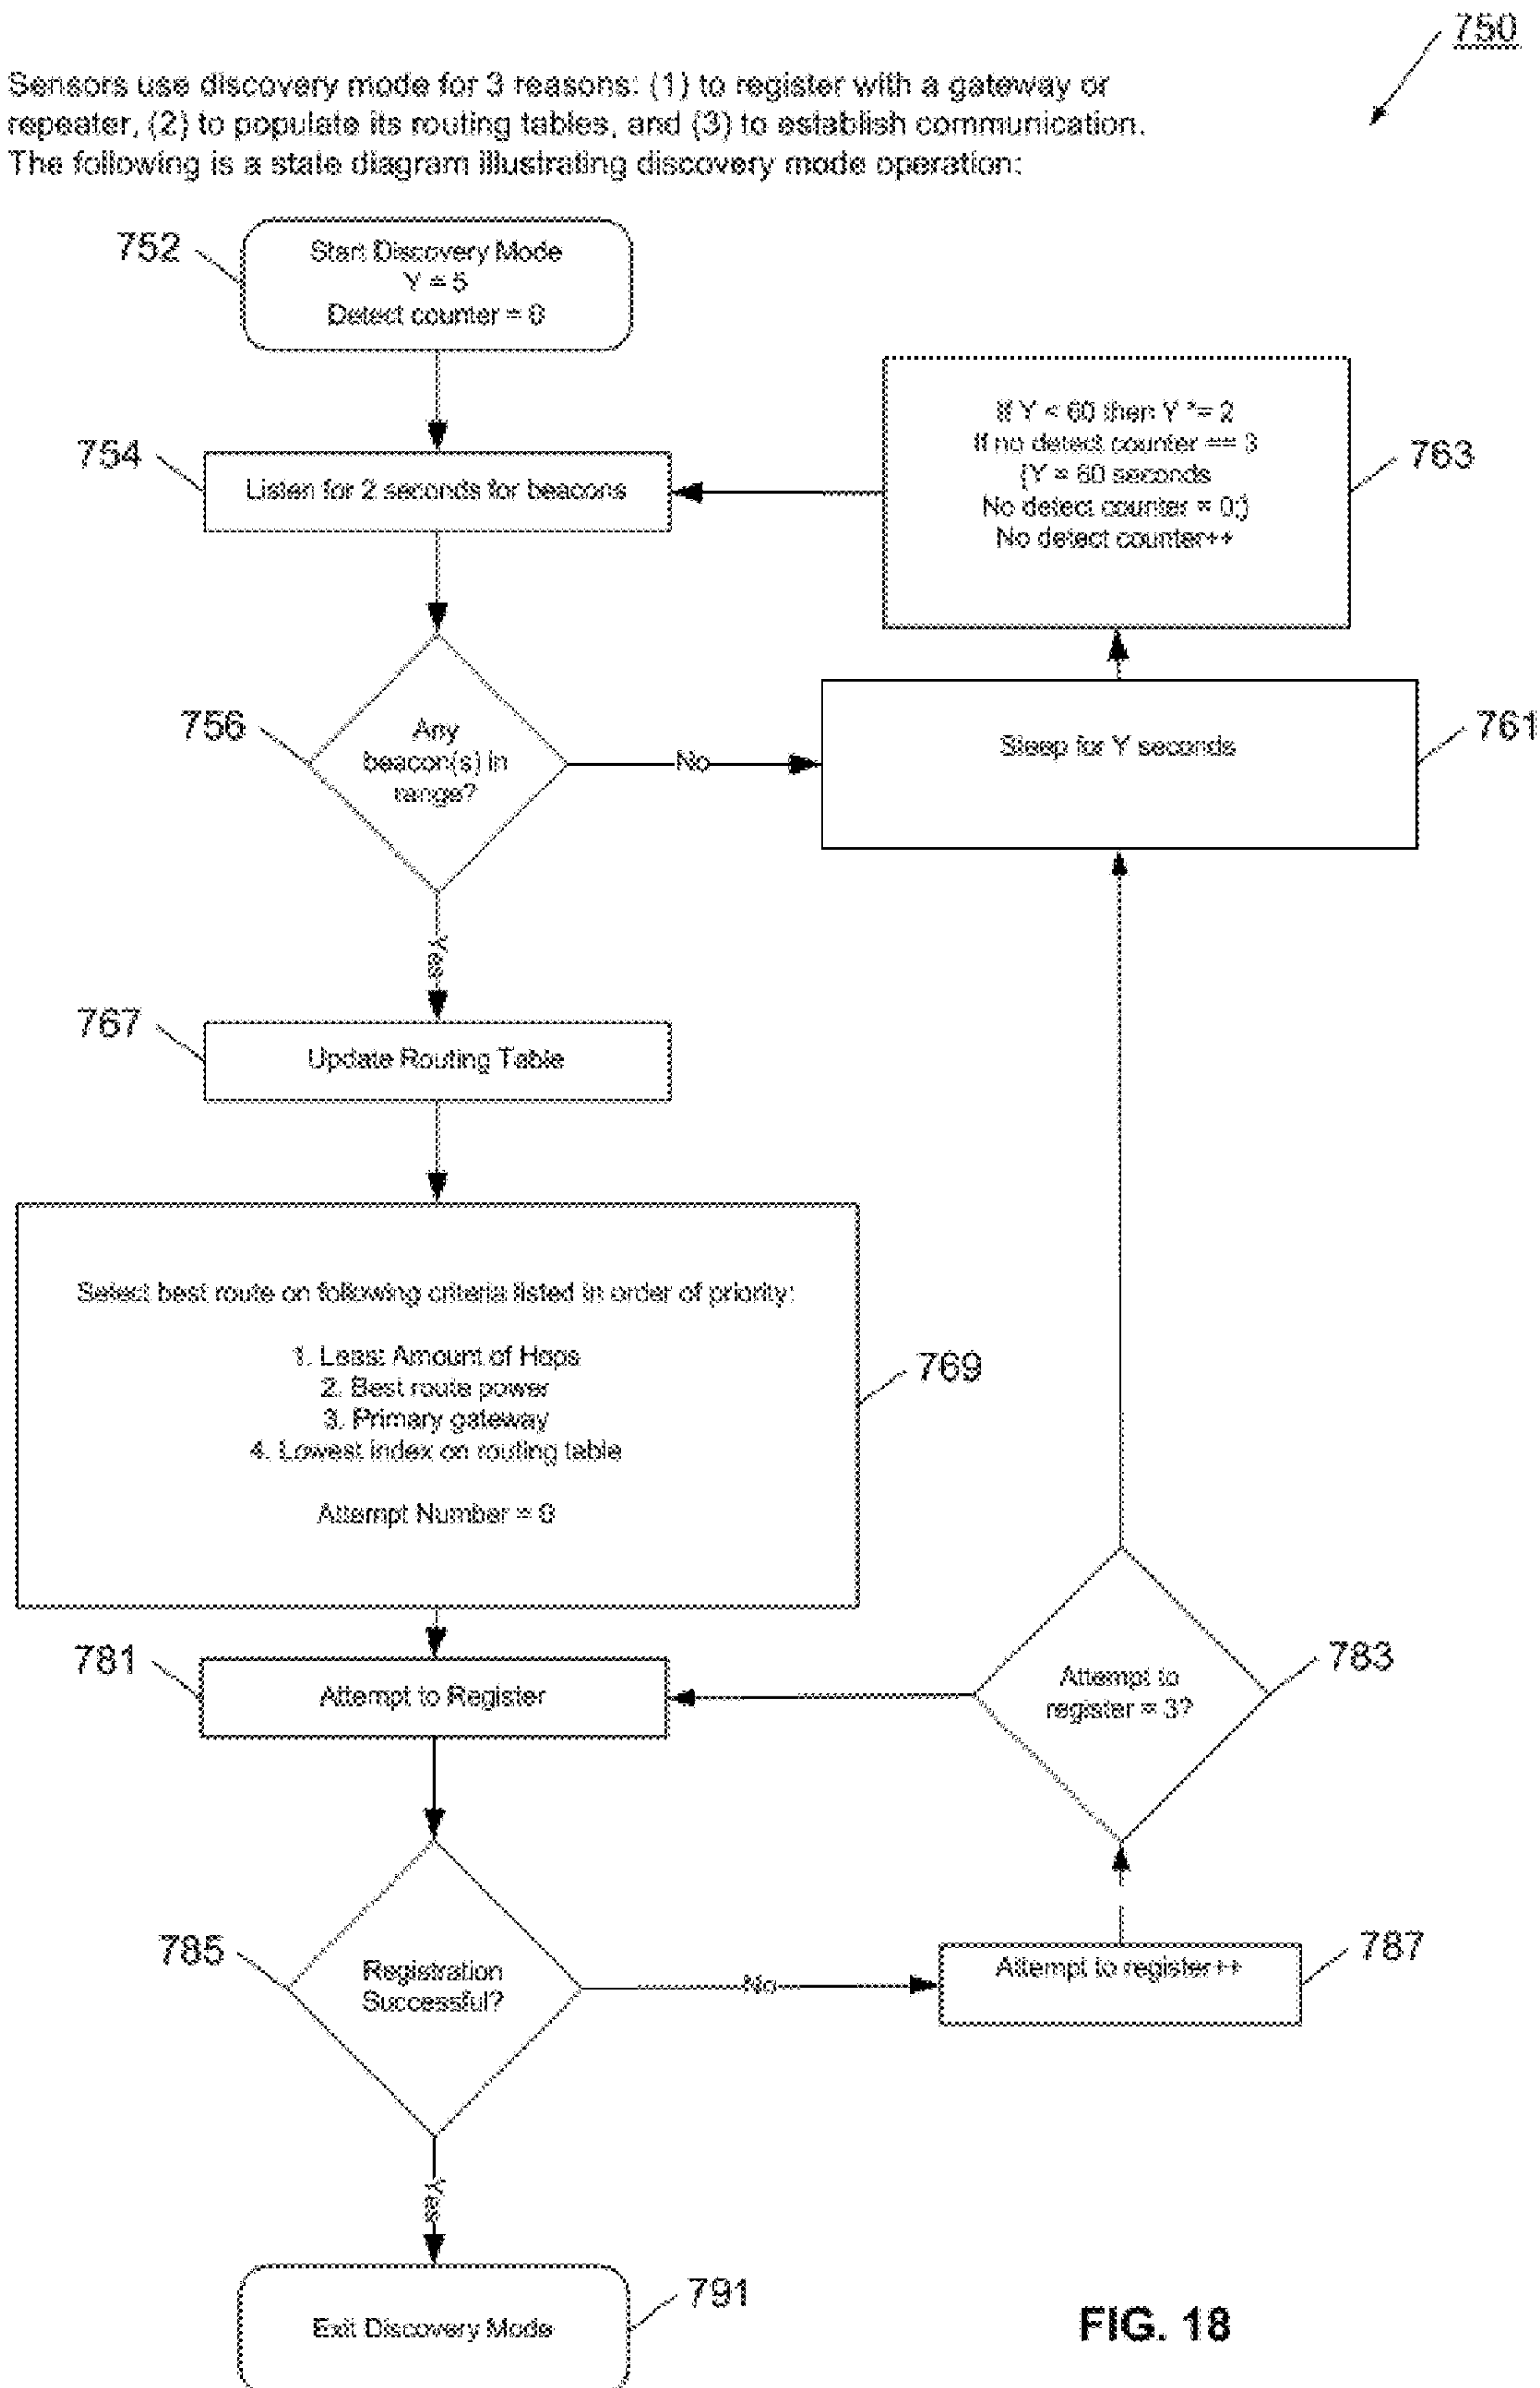 750
Sensors use discovery mode for 3 reasons: (1) to register with a gateway or
repeater, (2) to populate its routing tables, and (3) to establish communication.
The following is a state diagram illustrating discovery mode operation:
752
Start Discovery Mode
Y = 5
Detect counter = 0
754
Listen for 2 seconds for beacons
If Y < 60 then Y *= 2
If no detect counter == 3
{Y = 60 seconds
No detect counter = 0;}
No detect counter++
763
756
Any
beacon(s) in
range?
No
Sleep for Y seconds
761
Yes
767
Update Routing Table
Select best route on following criteria listed in order of priority:
1. Least Amount of Hops
2. Best route power
3. Primary gateway
4. Lowest index on routing table
Attempt Number = 0
769
781
Attempt to Register
Attempt to
register = 3?
783
785
Registration
Successful?
No
Attempt to register++
787
Yes
Exit Discovery Mode
791
FIG. 18